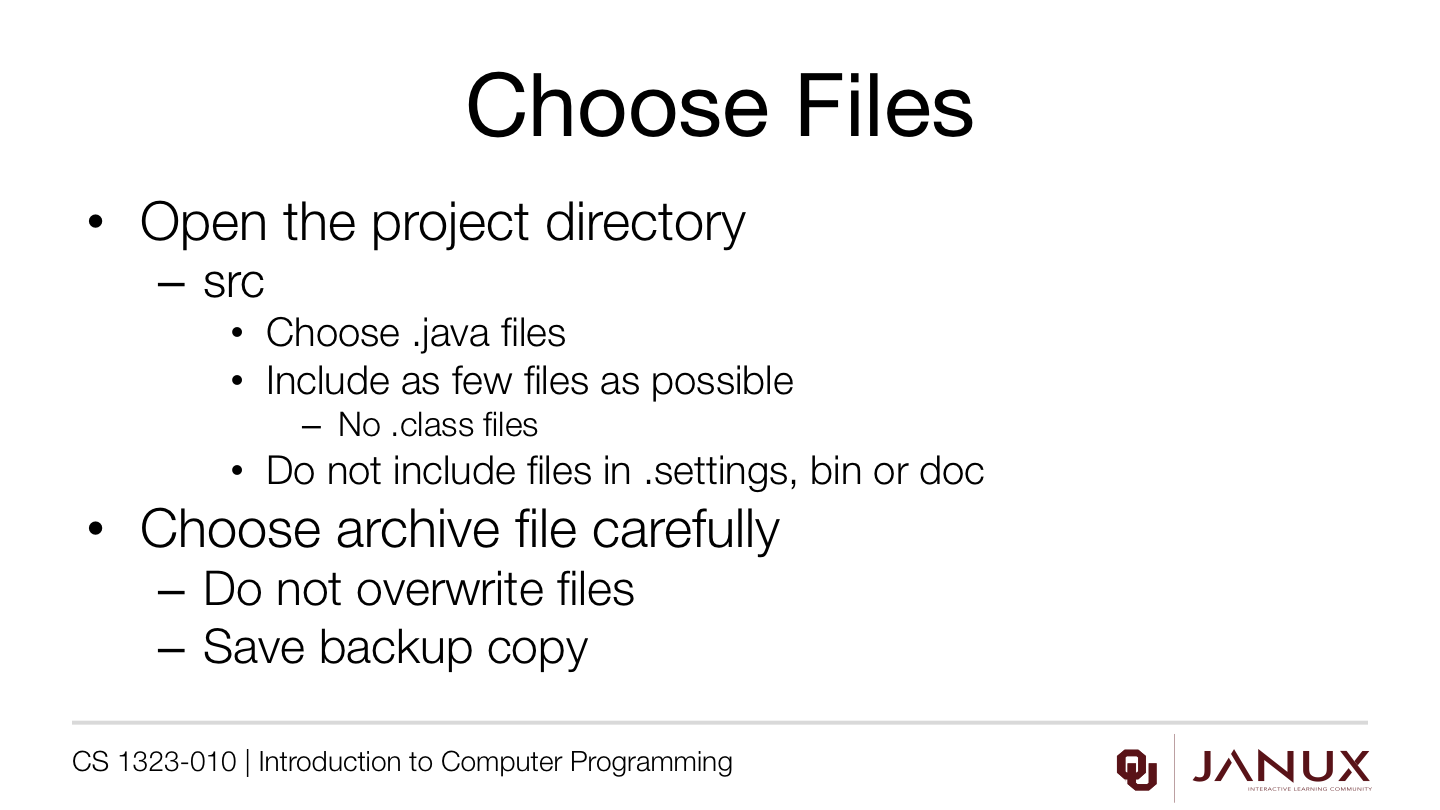 Choose Files
• Open the project directory
– src
• Choose .java files
• Include as few files as possible
– No .class files
• Do not include files in .settings, bin or doc
• Choose archive file carefully
– Do not overwrite files
– Save backup copy
CS 1323-010 | Introduction to Computer Programming
OU
JANUX
INTERACTIVE LEARNING COMMUNITY